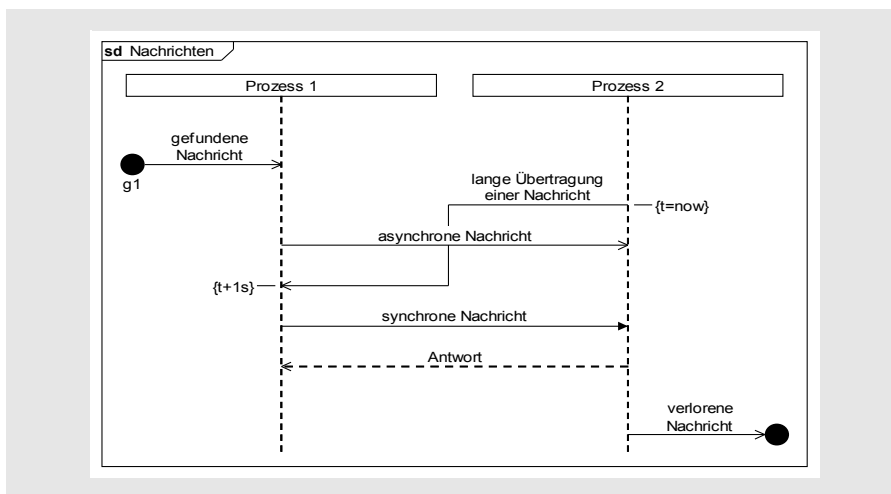 sd Nachrichten
Prozess 1
Prozess 2
gefundene
Nachricht
g1
lange Übertragung
einer Nachricht
{t=now}
asynchrone Nachricht
{t+1s}
synchrone Nachricht
Antwort
verlorene
Nachricht